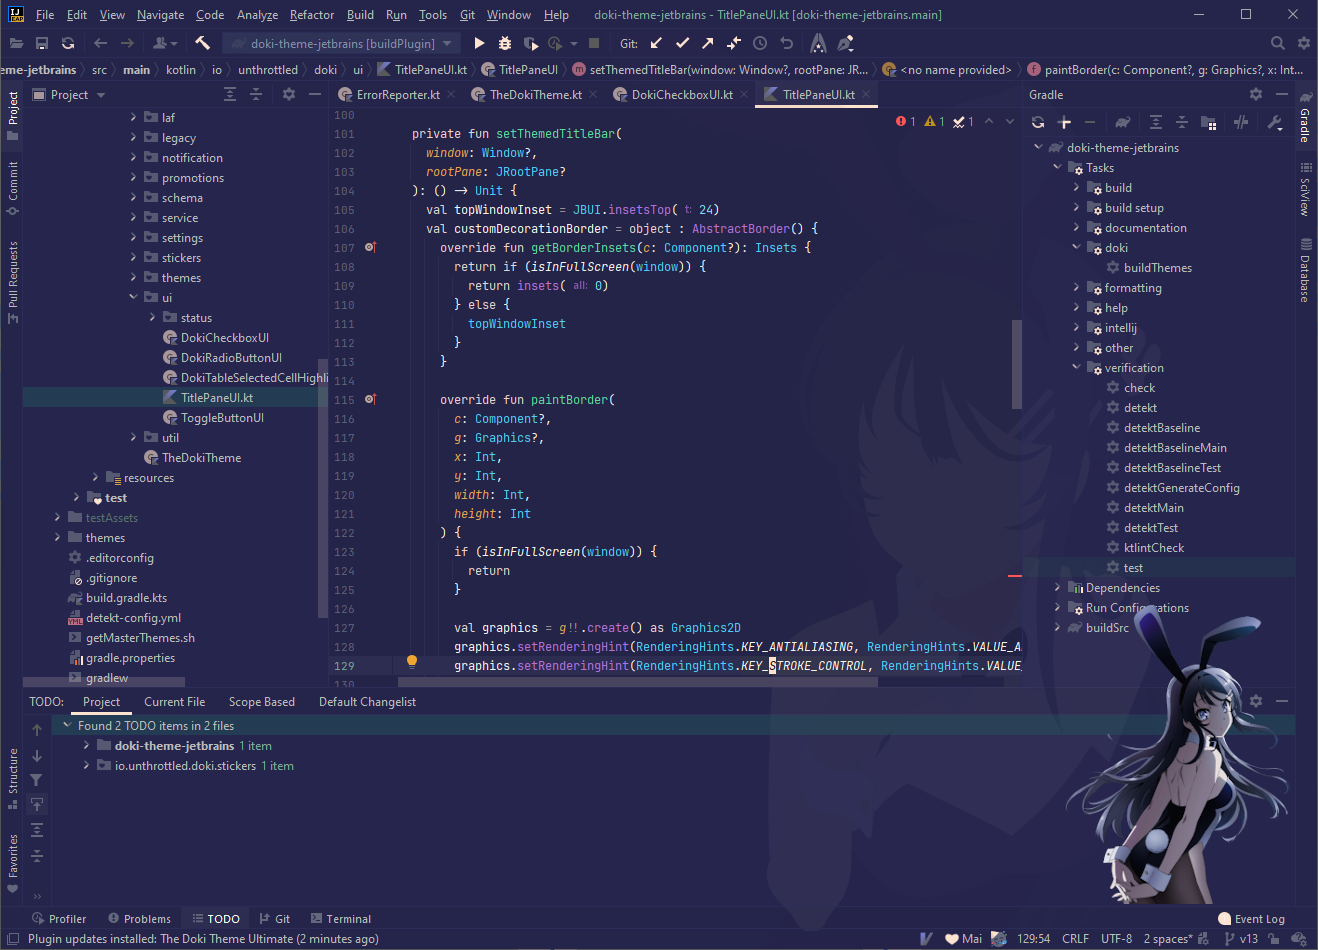 File Edit View Navigate Code Analyze Refactor Build Run Tools Git Window Help doki-theme-jetbrains - TitlePaneUI.kt [doki-theme-jetbrains.main]
doki-theme-jetbrains [buildPlugin] Git:
eme-jetbrains src main kotlin io unthrottled doki ui TitlePaneUI.kt TitlePaneUI setThemedTitleBar(window: Window?, rootPane: JR... <no name provided> paintBorder(c: Component?, g: Graphics?, x: Int,...
Project
Commit
Pull Requests
Structure
Favorites
Project
laf
legacy
notification
promotions
schema
service
settings
stickers
themes
ui
status
DokiCheckboxUI
DokiRadioButtonUI
DokiTableSelectedCellHighli
TitlePaneUI.kt
ToggleButtonUI
util
TheDokiTheme
resources
test
testAssets
themes
.editorconfig
.gitignore
build.gradle.kts
detekt-config.yml
getMasterThemes.sh
gradle.properties
gradlew
ErrorReporter.kt TheDokiTheme.kt DokiCheckboxUI.kt TitlePaneUI.kt
1 1 1
100
101 private fun setThemedTitleBar(
102 window: Window?,
103 rootPane: JRootPane?
104 ): () → Unit {
105 val topWindowInset = JBUI.insetsTop( t: 24)
106 val customDecorationBorder = object : AbstractBorder() {
107 override fun getBorderInsets(c: Component?): Insets {
108 return if (isInFullScreen(window)) {
109 return insets( all: 0)
110 } else {
111 topWindowInset
112 }
113 }
114
115 override fun paintBorder(
116 c: Component?,
117 g: Graphics?,
118 x: Int,
119 y: Int,
120 width: Int,
121 height: Int
122 ) {
123 if (isInFullScreen(window)) {
124 return
125 }
126
127 val graphics = g!!.create() as Graphics2D
128 graphics.setRenderingHint(RenderingHints.KEY_ANTIALIASING, RenderingHints.VALUE_A
129 graphics.setRenderingHint(RenderingHints.KEY_STROKE_CONTROL, RenderingHints.VALUE_
130
Gradle
doki-theme-jetbrains
Tasks
build
build setup
documentation
doki
buildThemes
formatting
help
intellij
other
verification
check
detekt
detektBaseline
detektBaselineMain
detektBaselineTest
detektGenerateConfig
detektMain
detektTest
ktlintCheck
test
Dependencies
Run Configurations
buildSrc
Gradle
SciView
Database
TODO: Project Current File Scope Based Default Changelist
Found 2 TODO items in 2 files
doki-theme-jetbrains 1 item
io.unthrottled.doki.stickers 1 item
Profiler Problems TODO Git Terminal Event Log
Plugin updates installed: The Doki Theme Ultimate (2 minutes ago) Mai 129:54 CRLF UTF-8 2 spaces* v13